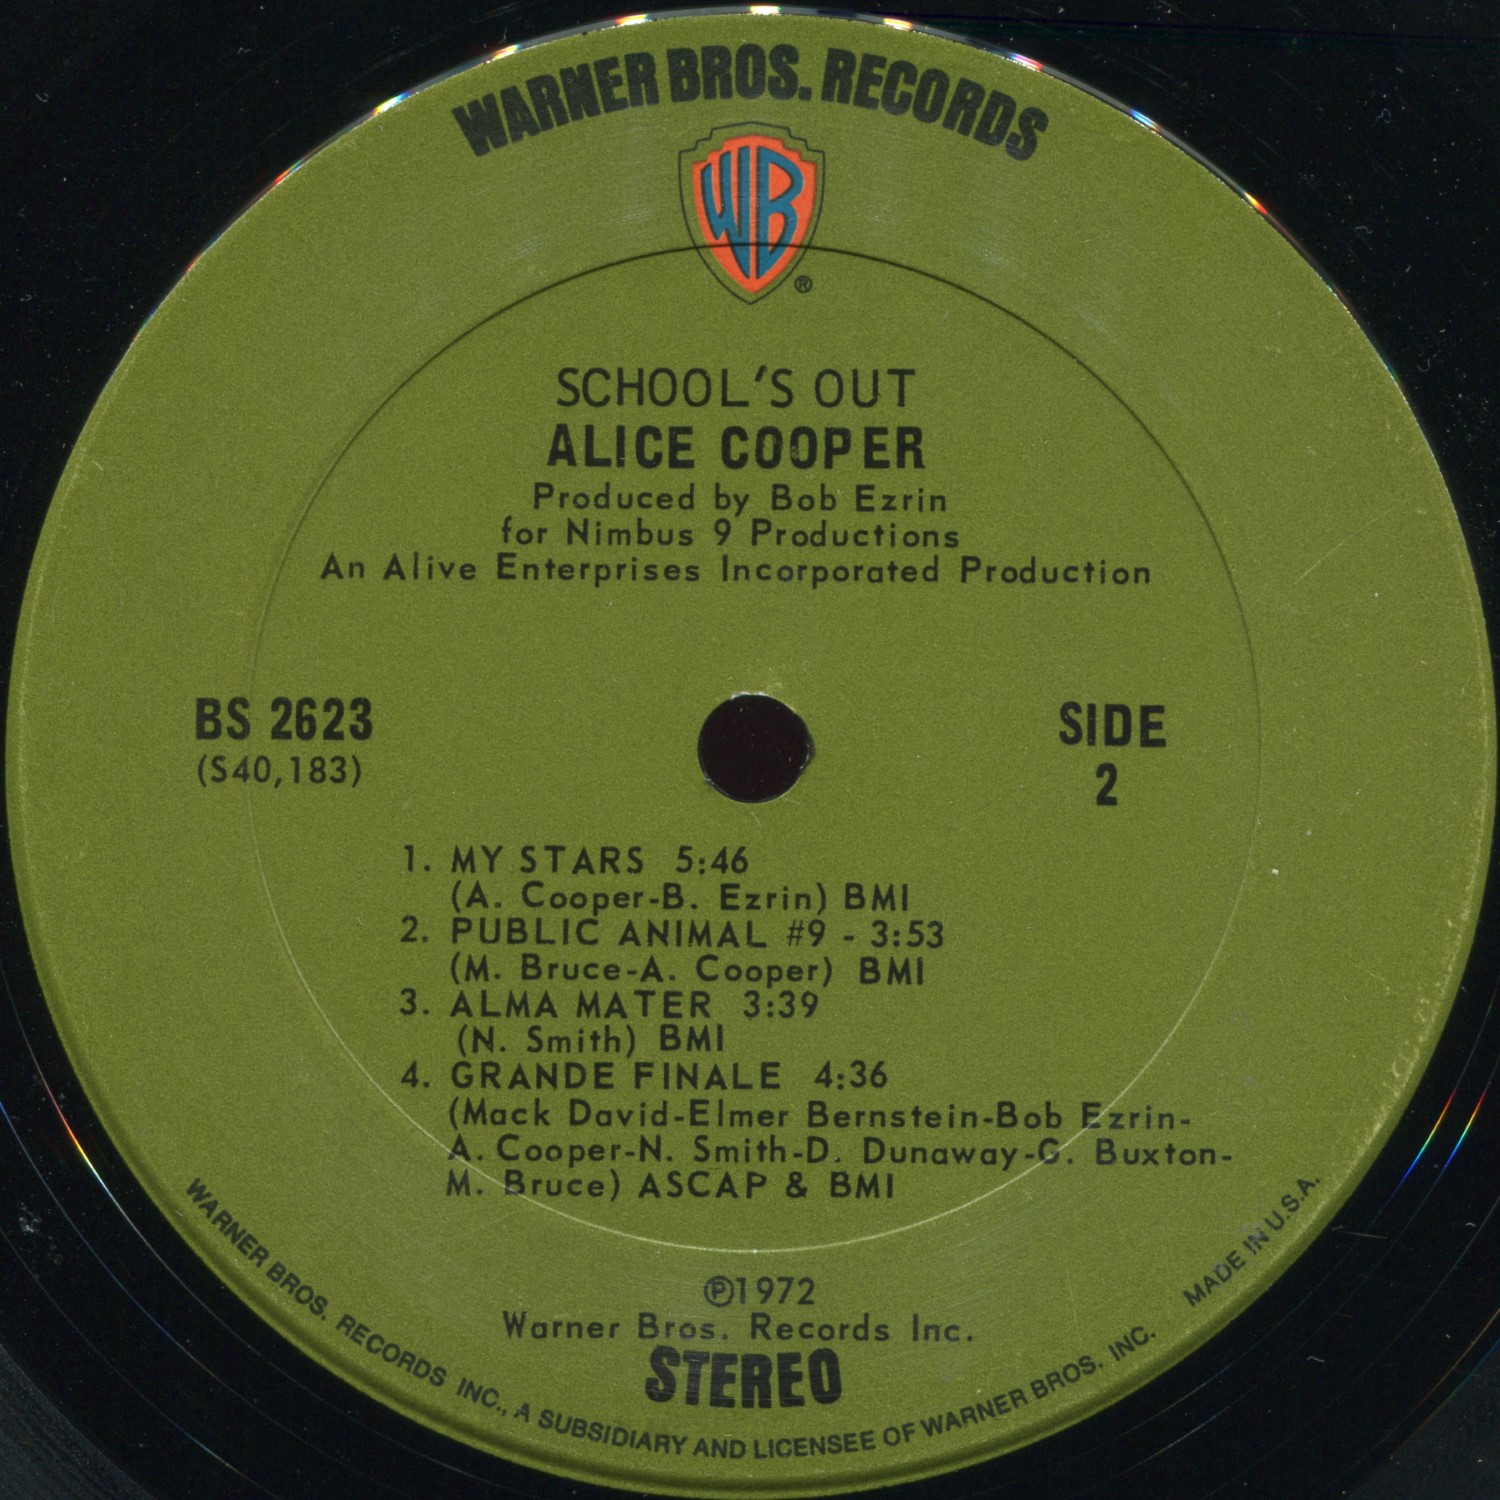 WARNER BROS. RECORDS
WB
®
SCHOOL'S OUT
ALICE COOPER
Produced by Bob Ezrin
for Nimbus 9 Productions
An Alive Enterprises Incorporated Production
BS 2623
(S40,183)
SIDE
2
1. MY STARS 5:46
(A. Cooper-B. Ezrin) BMI
2. PUBLIC ANIMAL #9 - 3:53
(M. Bruce-A. Cooper) BMI
3. ALMA MATER 3:39
(N. Smith) BMI
4. GRANDE FINALE 4:36
(Mack David-Elmer Bernstein-Bob Ezrin-
A. Cooper-N. Smith-D. Dunaway-G. Buxton-
M. Bruce) ASCAP & BMI
℗1972
Warner Bros. Records Inc.
STEREO
WARNER BROS. RECORDS INC., A SUBSIDIARY AND LICENSEE OF WARNER BROS. INC.
MADE IN U.S.A.